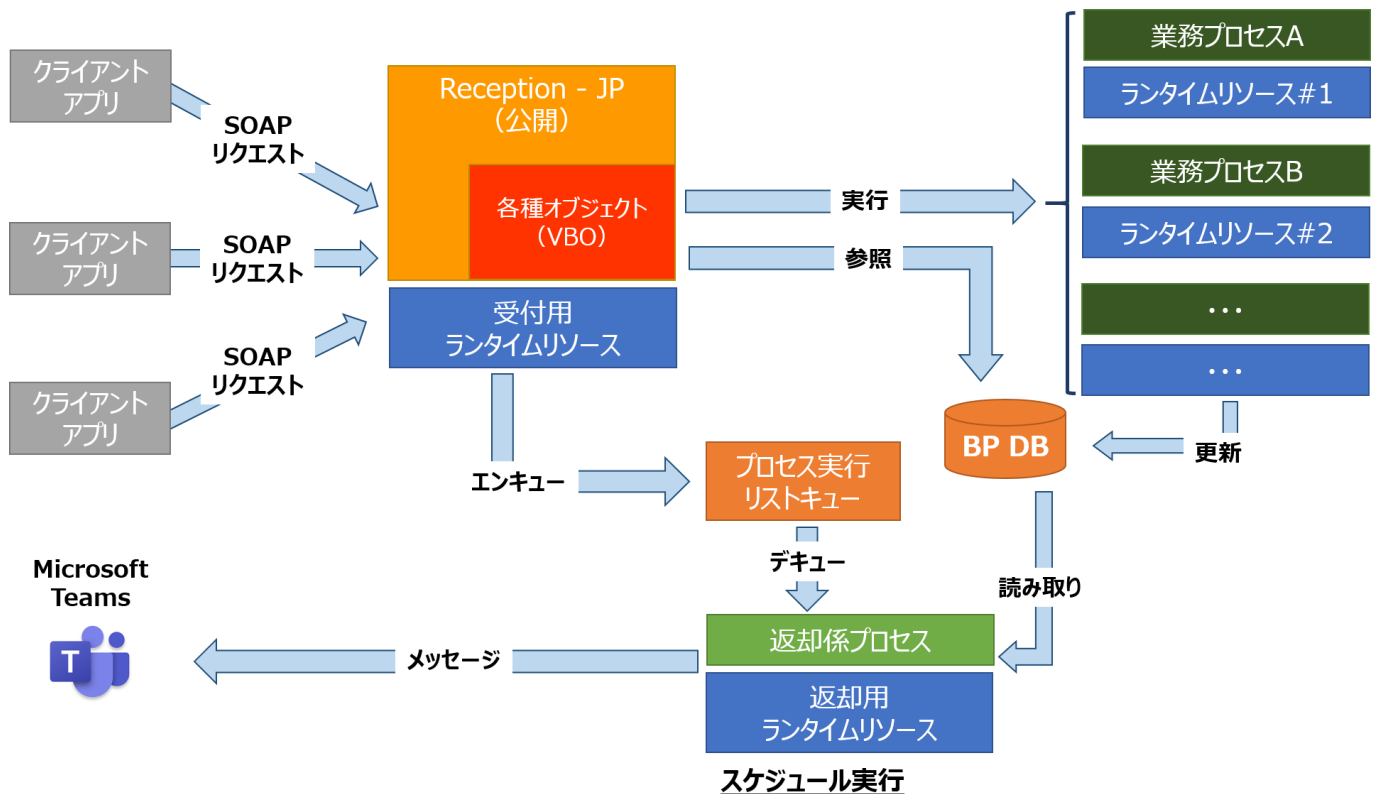 クライアント
アプリ
SOAP
リクエスト
クライアント
アプリ
SOAP
リクエスト
クライアント
アプリ
SOAP
リクエスト
Reception - JP
（公開）
各種オブジェクト
（VBO）
受付用
ランタイムリソース
実行
参照
業務プロセスA
ランタイムリソース#1
業務プロセスB
ランタイムリソース#2
・・・
・・・
更新
BP DB
エンキュー
プロセス実行
リストキュー
デキュー
読み取り
返却係プロセス
返却用
ランタイムリソース
スケジュール実行
メッセージ
Microsoft
Teams
T